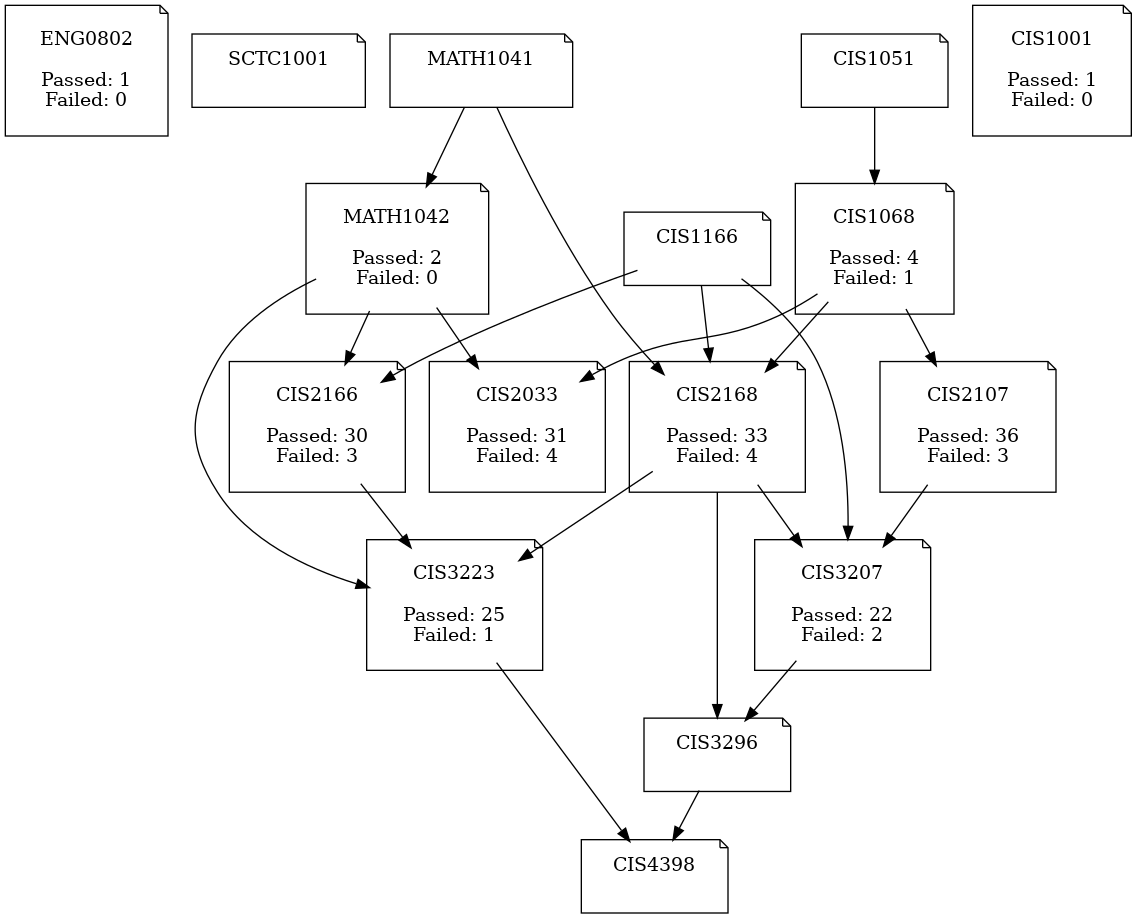 ENG0802
Passed: 1
Failed: 0
SCTC1001
MATH1041
CIS1051
CIS1001
Passed: 1
Failed: 0
MATH1042
Passed: 2
Failed: 0
CIS1166
CIS1068
Passed: 4
Failed: 1
CIS2166
Passed: 30
Failed: 3
CIS2033
Passed: 31
Failed: 4
CIS2168
Passed: 33
Failed: 4
CIS2107
Passed: 36
Failed: 3
CIS3223
Passed: 25
Failed: 1
CIS3207
Passed: 22
Failed: 2
CIS3296
CIS4398